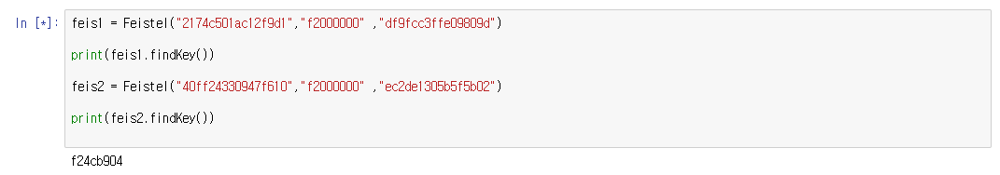 In [*]:
feis1 = Feistel("2174c501ac12f9d1","f2000000" ,"df9fcc3ffe09809d")
print(feis1.findKey())
feis2 = Feistel("40ff24330947f610","f2000000" ,"ec2de1305b5f5b02")
print(feis2.findKey())
f24cb904